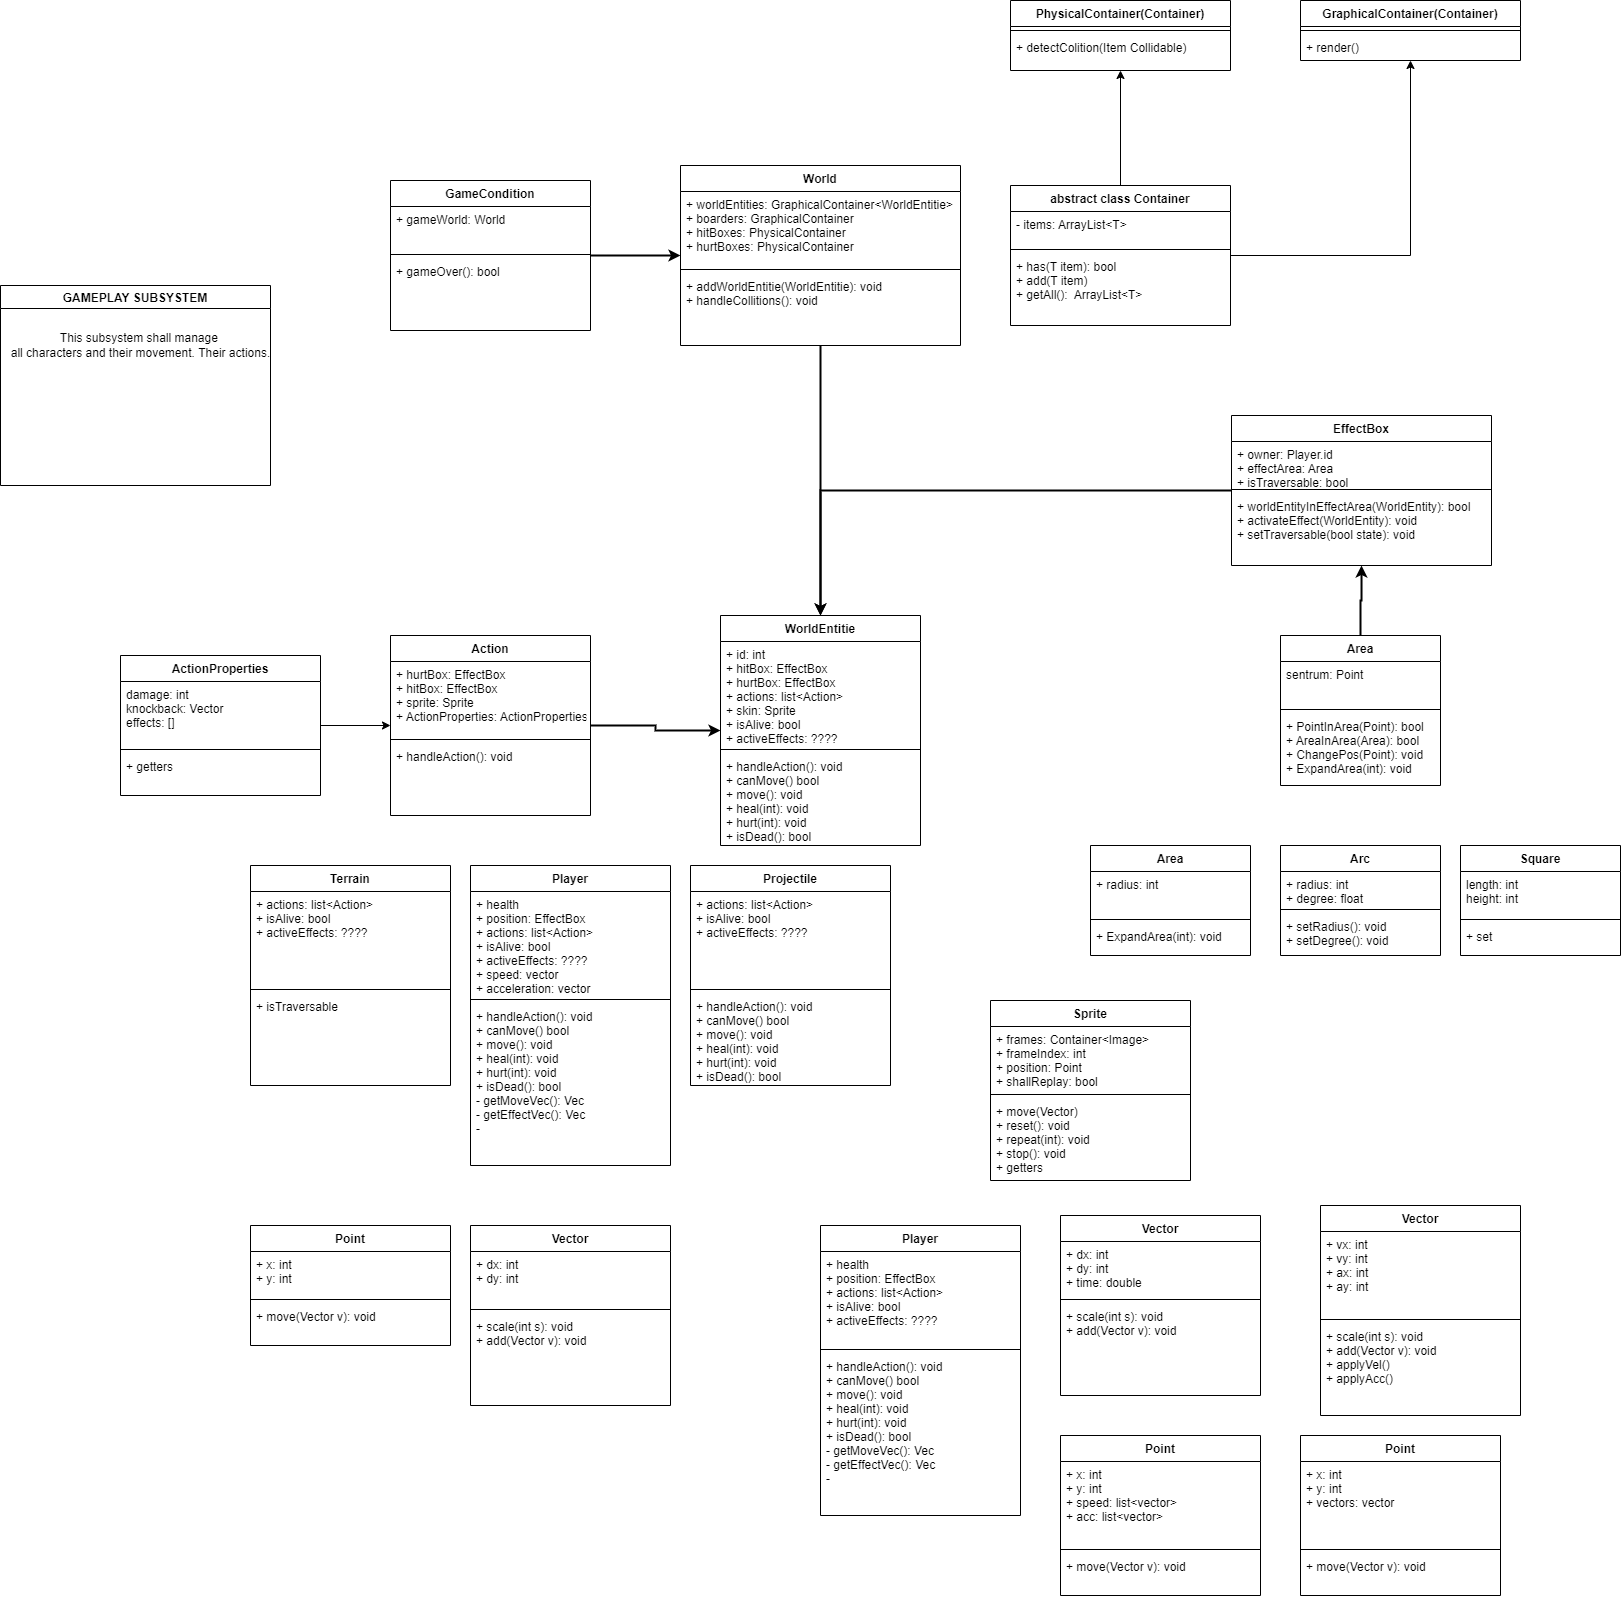 PhysicalContainer(Container)
+ detectColition(Item Collidable)
GraphicalContainer(Container)
+ render()
GameCondition
+ gameWorld: World
+ gameOver(): bool
World
+ worldEntities: GraphicalContainer<WorldEntitie>
+ boarders: GraphicalContainer
+ hitBoxes: PhysicalContainer
+ hurtBoxes: PhysicalContainer
+ addWorldEntitie(WorldEntitie): void
+ handleCollitions(): void
abstract class Container
- items: ArrayList<T>
+ has(T item): bool
+ add(T item)
+ getAll():  ArrayList<T>
GAMEPLAY SUBSYSTEM
This subsystem shall manage
all characters and their movement. Their actions.
EffectBox
+ owner: Player.id
+ effectArea: Area
+ isTraversable: bool
+ worldEntityInEffectArea(WorldEntity): bool
+ activateEffect(WorldEntity): void
+ setTraversable(bool state): void
ActionProperties
damage: int
knockback: Vector
effects: []
+ getters
Action
+ hurtBox: EffectBox
+ hitBox: EffectBox
+ sprite: Sprite
+ ActionProperties: ActionProperties
+ handleAction(): void
WorldEntitie
+ id: int
+ hitBox: EffectBox
+ hurtBox: EffectBox
+ actions: list<Action>
+ skin: Sprite
+ isAlive: bool
+ activeEffects: ????
+ handleAction(): void
+ canMove() bool
+ move(): void
+ heal(int): void
+ hurt(int): void
+ isDead(): bool
Area
sentrum: Point
+ PointInArea(Point): bool
+ AreaInArea(Area): bool
+ ChangePos(Point): void
+ ExpandArea(int): void
Terrain
+ actions: list<Action>
+ isAlive: bool
+ activeEffects: ????
+ isTraversable
Player
+ health
+ position: EffectBox
+ actions: list<Action>
+ isAlive: bool
+ activeEffects: ????
+ speed: vector
+ acceleration: vector
+ handleAction(): void
+ canMove() bool
+ move(): void
+ heal(int): void
+ hurt(int): void
+ isDead(): bool
- getMoveVec(): Vec
- getEffectVec(): Vec
-
Projectile
+ actions: list<Action>
+ isAlive: bool
+ activeEffects: ????
+ handleAction(): void
+ canMove() bool
+ move(): void
+ heal(int): void
+ hurt(int): void
+ isDead(): bool
Area
+ radius: int
+ ExpandArea(int): void
Arc
+ radius: int
+ degree: float
+ setRadius(): void
+ setDegree(): void
Square
length: int
height: int
+ set
Sprite
+ frames: Container<Image>
+ frameIndex: int
+ position: Point
+ shallReplay: bool
+ move(Vector)
+ reset(): void
+ repeat(int): void
+ stop(): void
+ getters
Point
+ x: int
+ y: int
+ move(Vector v): void
Vector
+ dx: int
+ dy: int
+ scale(int s): void
+ add(Vector v): void
Player
+ health
+ position: EffectBox
+ actions: list<Action>
+ isAlive: bool
+ activeEffects: ????
+ handleAction(): void
+ canMove() bool
+ move(): void
+ heal(int): void
+ hurt(int): void
+ isDead(): bool
- getMoveVec(): Vec
- getEffectVec(): Vec
-
Vector
+ dx: int
+ dy: int
+ time: double
+ scale(int s): void
+ add(Vector v): void
Vector
+ vx: int
+ vy: int
+ ax: int
+ ay: int
+ scale(int s): void
+ add(Vector v): void
+ applyVel()
+ applyAcc()
Point
+ x: int
+ y: int
+ speed: list<vector>
+ acc: list<vector>
+ move(Vector v): void
Point
+ x: int
+ y: int
+ vectors: vector
+ move(Vector v): void